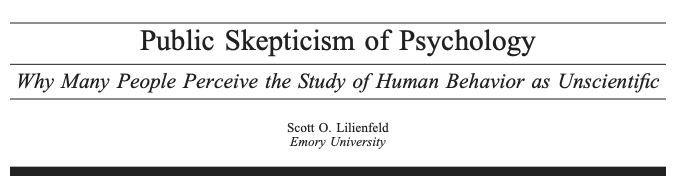 Public Skepticism of Psychology
Why Many People Perceive the Study of Human Behavior as Unscientific
Scott O. Lilienfeld
Emory University